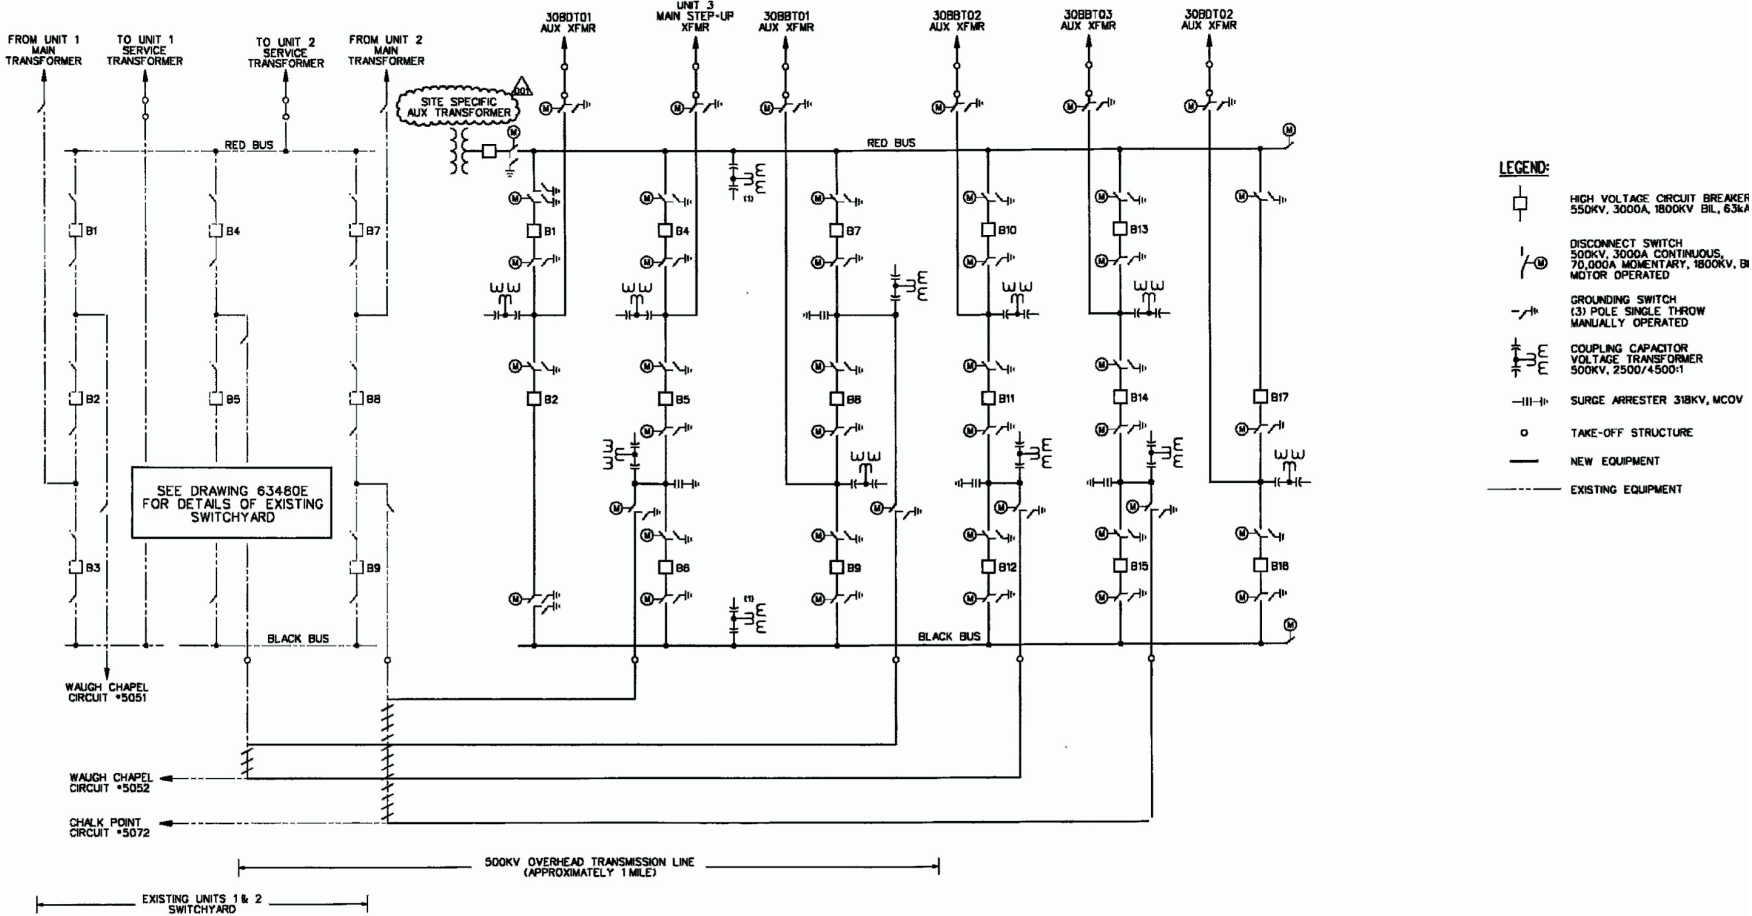 FROM UNIT 1
MAIN
TRANSFORMER
TO UNIT 1
SERVICE
TRANSFORMER
TO UNIT 2
SERVICE
TRANSFORMER
FROM UNIT 2
MAIN
TRANSFORMER
30BDT01
AUX XFMR
UNIT 3
MAIN STEP-UP
XFMR
30BBT01
AUX XFMR
30BBT02
AUX XFMR
30BBT03
AUX XFMR
30BDT02
AUX XFMR
001
SITE SPECIFIC
AUX TRANSFORMER
RED BUS
RED BUS
(1)
B1
B4
B7
B1
B4
B7
B10
B13
B2
B5
B8
B2
B5
B8
B11
B14
B17
SEE DRAWING 63480E
FOR DETAILS OF EXISTING
SWITCHYARD
B3
B9
B6
B9
B12
B15
B18
(1)
BLACK BUS
BLACK BUS
WAUGH CHAPEL
CIRCUIT #5051
WAUGH CHAPEL
CIRCUIT #5052
CHALK POINT
CIRCUIT #5072
500KV OVERHEAD TRANSMISSION LINE
(APPROXIMATELY 1 MILE)
EXISTING UNITS 1 & 2
SWITCHYARD
LEGEND:
HIGH VOLTAGE CIRCUIT BREAKER
550KV, 3000A, 1800KV BIL, 63kA
DISCONNECT SWITCH
500KV, 3000A CONTINUOUS,
70,000A MOMENTARY, 1800KV, BI
MOTOR OPERATED
GROUNDING SWITCH
(3) POLE SINGLE THROW
MANUALLY OPERATED
COUPLING CAPACITOR
VOLTAGE TRANSFORMER
500KV, 2500/4500:1
SURGE ARRESTER 318KV, MCOV
TAKE-OFF STRUCTURE
NEW EQUIPMENT
EXISTING EQUIPMENT